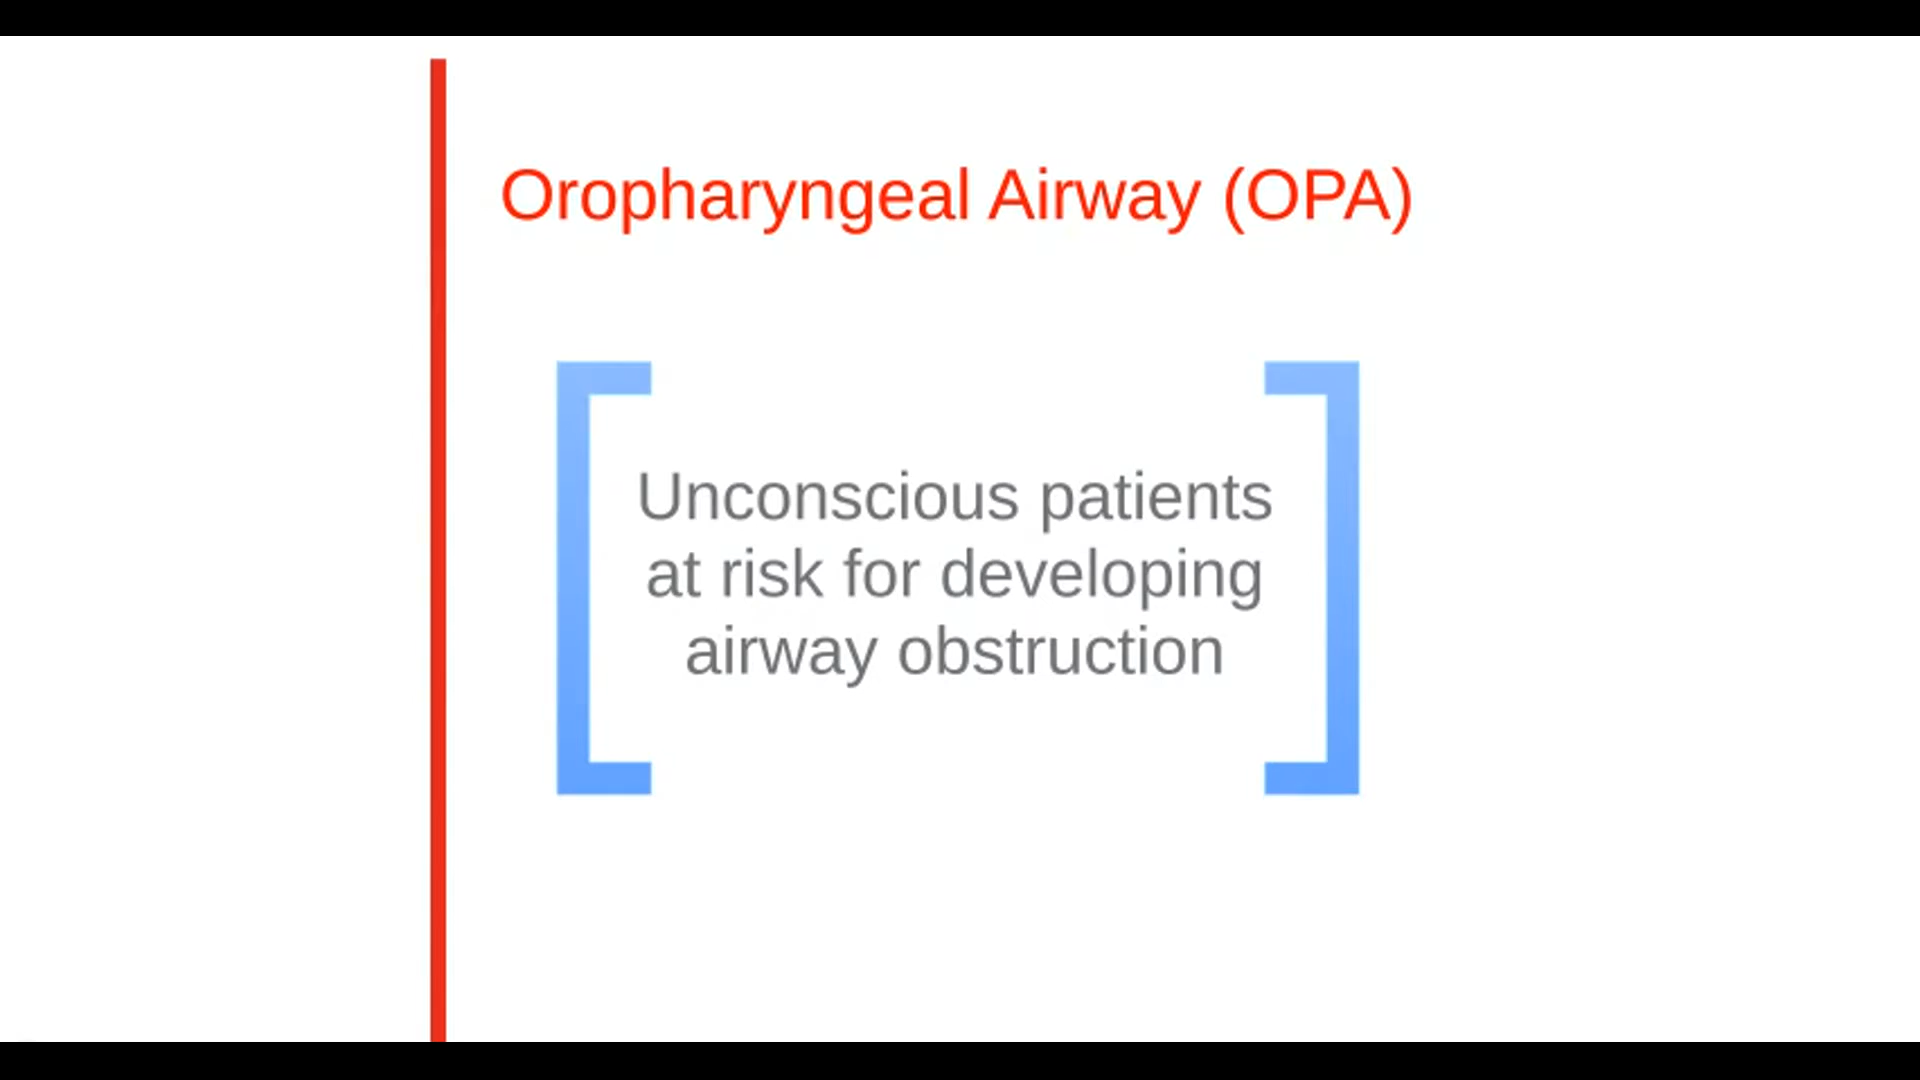 Oropharyngeal Airway (OPA)
Unconscious patients
at risk for developing
airway obstruction